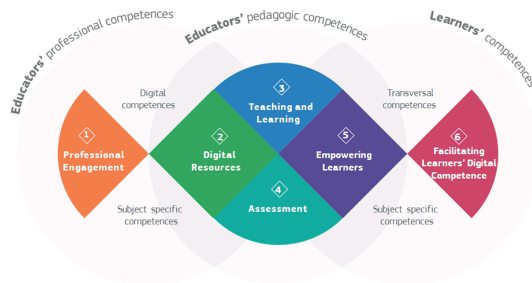 Educators' professional competences
Educators' pedagogic competences
Learners' competences
Digital
competences
Transversal
competences
1
Professional
Engagement
2
Digital
Resources
3
Teaching and
Learning
4
Assessment
5
Empowering
Learners
6
Facilitating
Learners' Digital
Competence
Subject specific
competences
Subject specific
competences